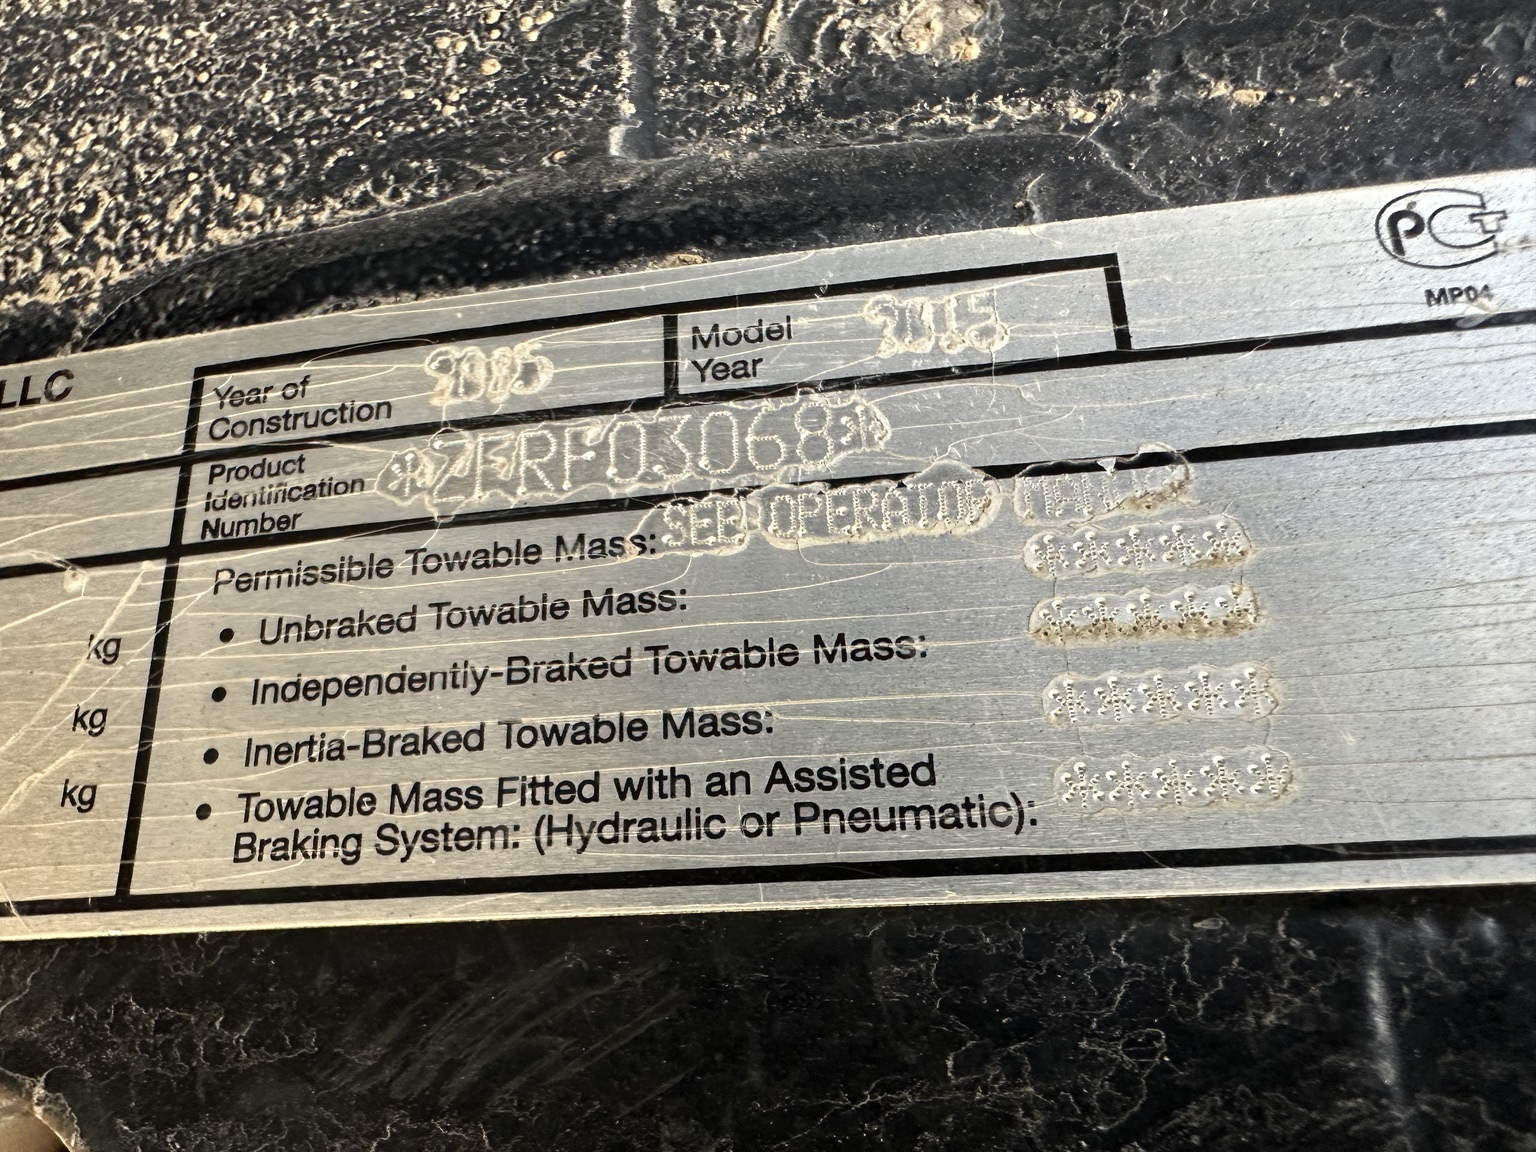 LLC
Year of Construction 2015
Model Year 2015
PCT
MP04
Product Identification Number *ZERF03068*
Permissible Towable Mass: SEE OPERATOR MANUAL
• Unbraked Towable Mass: *****
• Independently-Braked Towable Mass: *****
• Inertia-Braked Towable Mass: *****
• Towable Mass Fitted with an Assisted
Braking System: (Hydraulic or Pneumatic): *****
kg
kg
kg